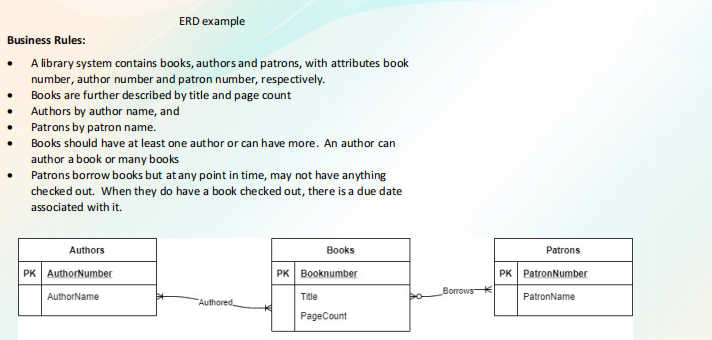 ERD example
Business Rules:
• A library system contains books, authors and patrons, with attributes book
number, author number and patron number, respectively.
• Books are further described by title and page count
• Authors by author name, and
• Patrons by patron name.
• Books should have at least one author or can have more. An author can
author a book or many books
• Patrons borrow books but at any point in time, may not have anything
checked out. When they do have a book checked out, there is a due date
associated with it.
Authors
PK AuthorNumber
AuthorName
Authored
Books
PK Booknumber
Title
PageCount
Borrows
Patrons
PK PatronNumber
PatronName